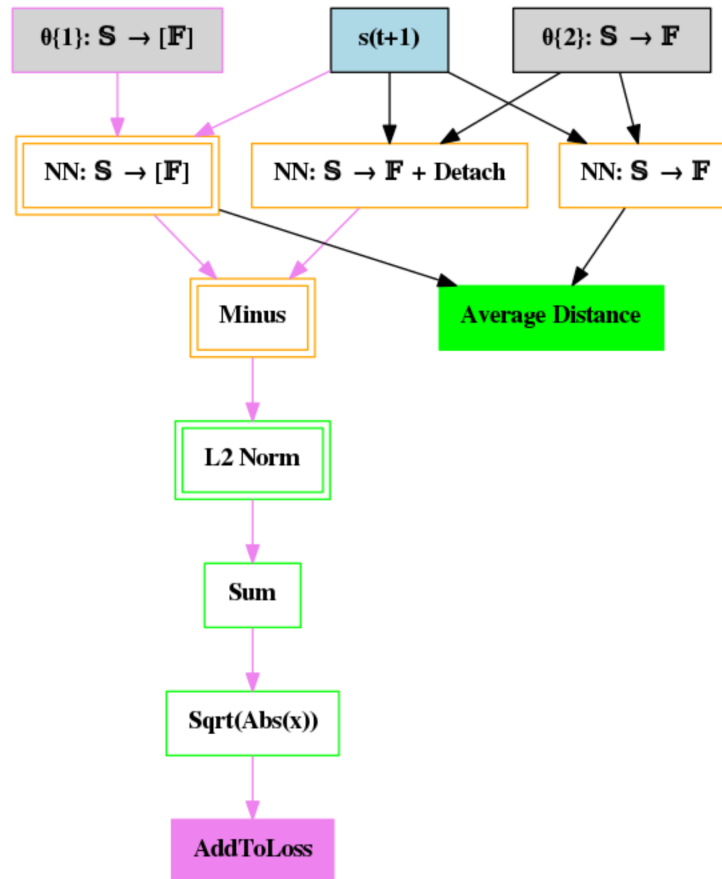 θ{1}: 𝕊 → [𝔽]
s(t+1)
θ{2}: 𝕊 → 𝔽
NN: 𝕊 → [𝔽]
NN: 𝕊 → 𝔽 + Detach
NN: 𝕊 → 𝔽
Minus
Average Distance
L2 Norm
Sum
Sqrt(Abs(x))
AddToLoss